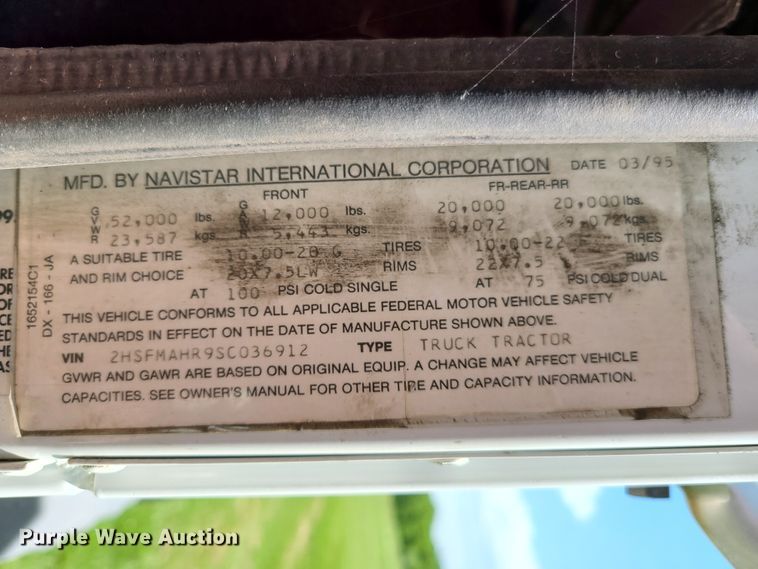 MFD. BY NAVISTAR INTERNATIONAL CORPORATION DATE 03/95
FRONT FR-REAR-RR
GVWR 52,000 lbs. GAWR 12,000 lbs. 20,000 20,000 lbs.
23,587 kgs. 5,443 kgs. 9,072 9,072 kgs.
A SUITABLE TIRE 10.00-20 G TIRES 10.00-22 TIRES
AND RIM CHOICE 20X7.5LW RIMS 22X7.5 RIMS
AT 100 PSI COLD SINGLE AT 75 PSI COLD DUAL
THIS VEHICLE CONFORMS TO ALL APPLICABLE FEDERAL MOTOR VEHICLE SAFETY
STANDARDS IN EFFECT ON THE DATE OF MANUFACTURE SHOWN ABOVE.
VIN 2HSFMAHR9SC036912 TYPE TRUCK TRACTOR
GVWR AND GAWR ARE BASED ON ORIGINAL EQUIP. A CHANGE MAY AFFECT VEHICLE
CAPACITIES. SEE OWNER'S MANUAL FOR OTHER TIRE AND CAPACITY INFORMATION.
1652154C1
DX - 166 - JA
Purple Wave Auction